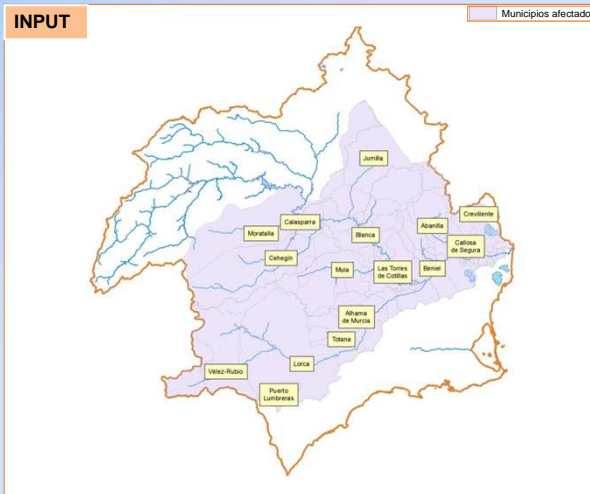 INPUT
Municipios afectado
Jumilla
Crevillente
Calasparra
Abanilla
Moratalla
Blanca
Callosa
de Segura
Cehegín
Mula
Las Torres
de Cotillas
Beniel
Alhama
de Murcia
Totana
Lorca
Vélez-Rubio
Puerto
Lumbreras